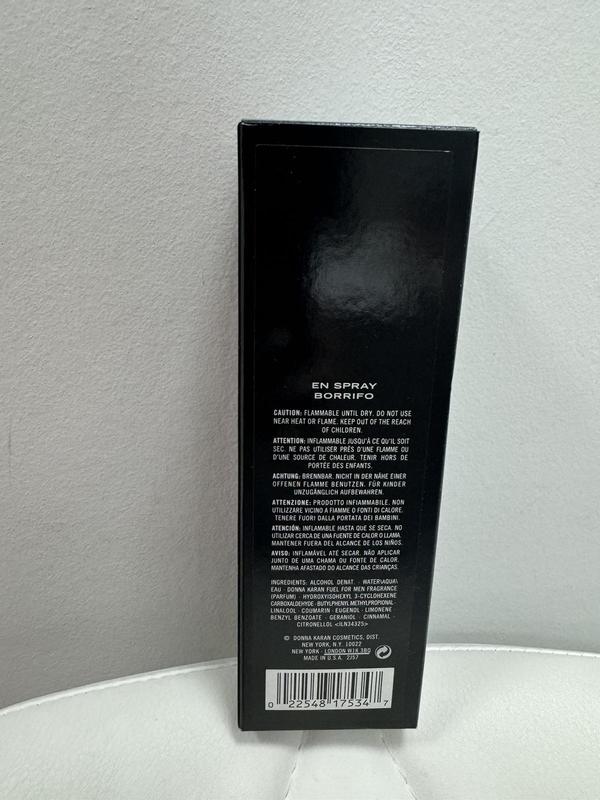 EN SPRAY
BORRIFO
CAUTION: FLAMMABLE UNTIL DRY. DO NOT USE
NEAR HEAT OR FLAME. KEEP OUT OF THE REACH
OF CHILDREN.
ATTENTION: INFLAMMABLE JUSQU'À CE QU'IL SOIT
SEC. NE PAS UTILISER PRÈS D'UNE FLAMME OU
D'UNE SOURCE DE CHALEUR. TENIR HORS DE
PORTÉE DES ENFANTS.
ACHTUNG: BRENNBAR. NICHT IN DER NÄHE EINER
OFFENEN FLAMME BENUTZEN. FÜR KINDER
UNZUGÄNGLICH AUFBEWAHREN.
ATTENZIONE: PRODOTTO INFIAMMABILE. NON
UTILIZZARE VICINO A FIAMME O FONTI DI CALORE.
TENERE FUORI DALLA PORTATA DEI BAMBINI.
ATENCIÓN: INFLAMABLE HASTA QUE SE SECA. NO
UTILIZAR CERCA DE UNA FUENTE DE CALOR O LLAMA.
MANTENER FUERA DEL ALCANCE DE LOS NIÑOS.
AVISO: INFLAMÁVEL ATÉ SECAR. NÃO APLICAR
JUNTO DE UMA CHAMA OU FONTE DE CALOR.
MANTENHA AFASTADO DO ALCANCE DAS CRIANÇAS.
INGREDIENTS: ALCOHOL DENAT. · WATER\AQUA\
EAU · DONNA KARAN FUEL FOR MEN FRAGRANCE
(PARFUM) · HYDROXYISOHEXYL 3-CYCLOHEXENE
CARBOXALDEHYDE · BUTYLPHENYL METHYLPROPIONAL ·
LINALOOL · COUMARIN · EUGENOL · LIMONENE
BENZYL BENZOATE · GERANIOL · CINNAMAL ·
CITRONELLOL <ILN34325>
© DONNA KARAN COSMETICS, DIST.
NEW YORK, N.Y. 10022
NEW YORK · LONDON W1K 3BG
MADE IN U.S.A. 2J57
0 22548 17534 7